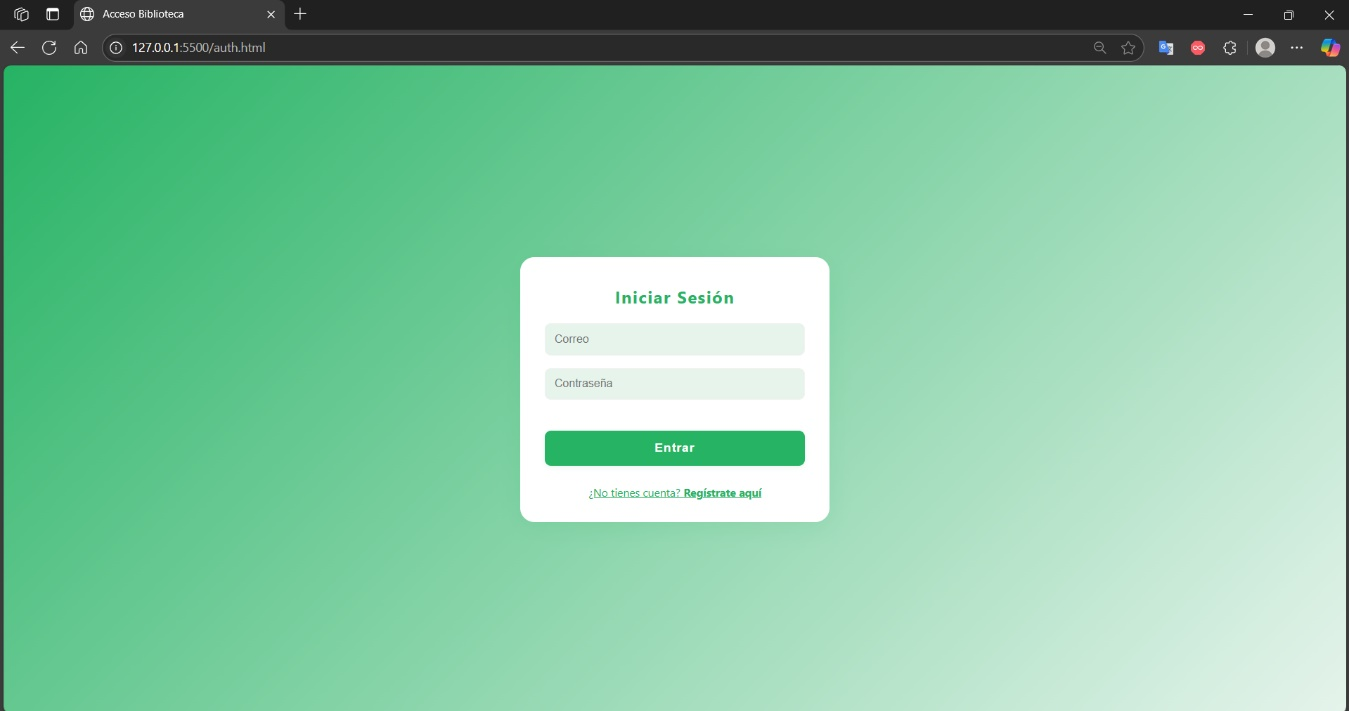 Acceso Biblioteca
127.0.0.1:5500/auth.html
Iniciar Sesión
Correo
Contraseña
Entrar
¿No tienes cuenta? Regístrate aquí